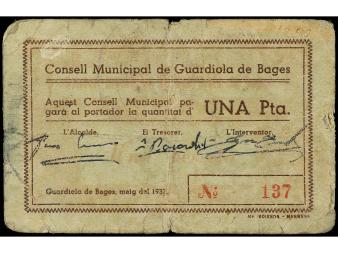 Consell Municipal de Guardiola de Bages
Aquest Consell Municipal pa-
garà al portador la quantitat d'
UNA Pta.
L'Alcalde, El Tresorer, L'Interventor,
Guardiola de Bages, maig del 1937.
Nº 137